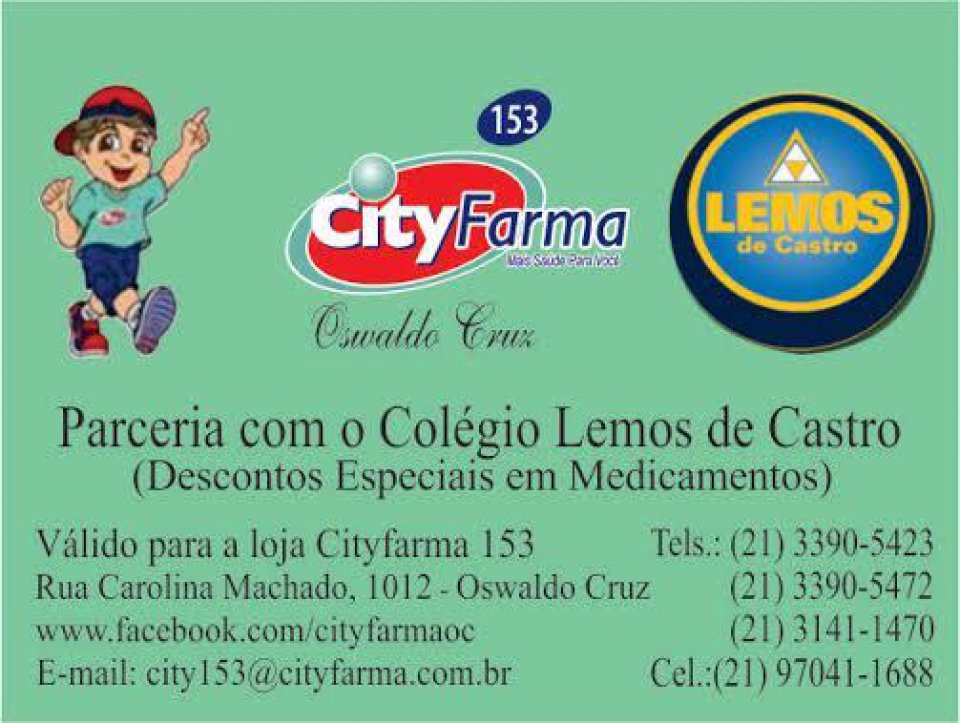 153
CityFarma
Mais Saúde Para Você
Oswaldo Cruz
LEMOS
de Castro
Parceria com o Colégio Lemos de Castro
(Descontos Especiais em Medicamentos)
Válido para a loja Cityfarma 153
Rua Carolina Machado, 1012 - Oswaldo Cruz
www.facebook.com/cityfarmaoc
E-mail: city153@cityfarma.com.br
Tels.: (21) 3390-5423
(21) 3390-5472
(21) 3141-1470
Cel.:(21) 97041-1688